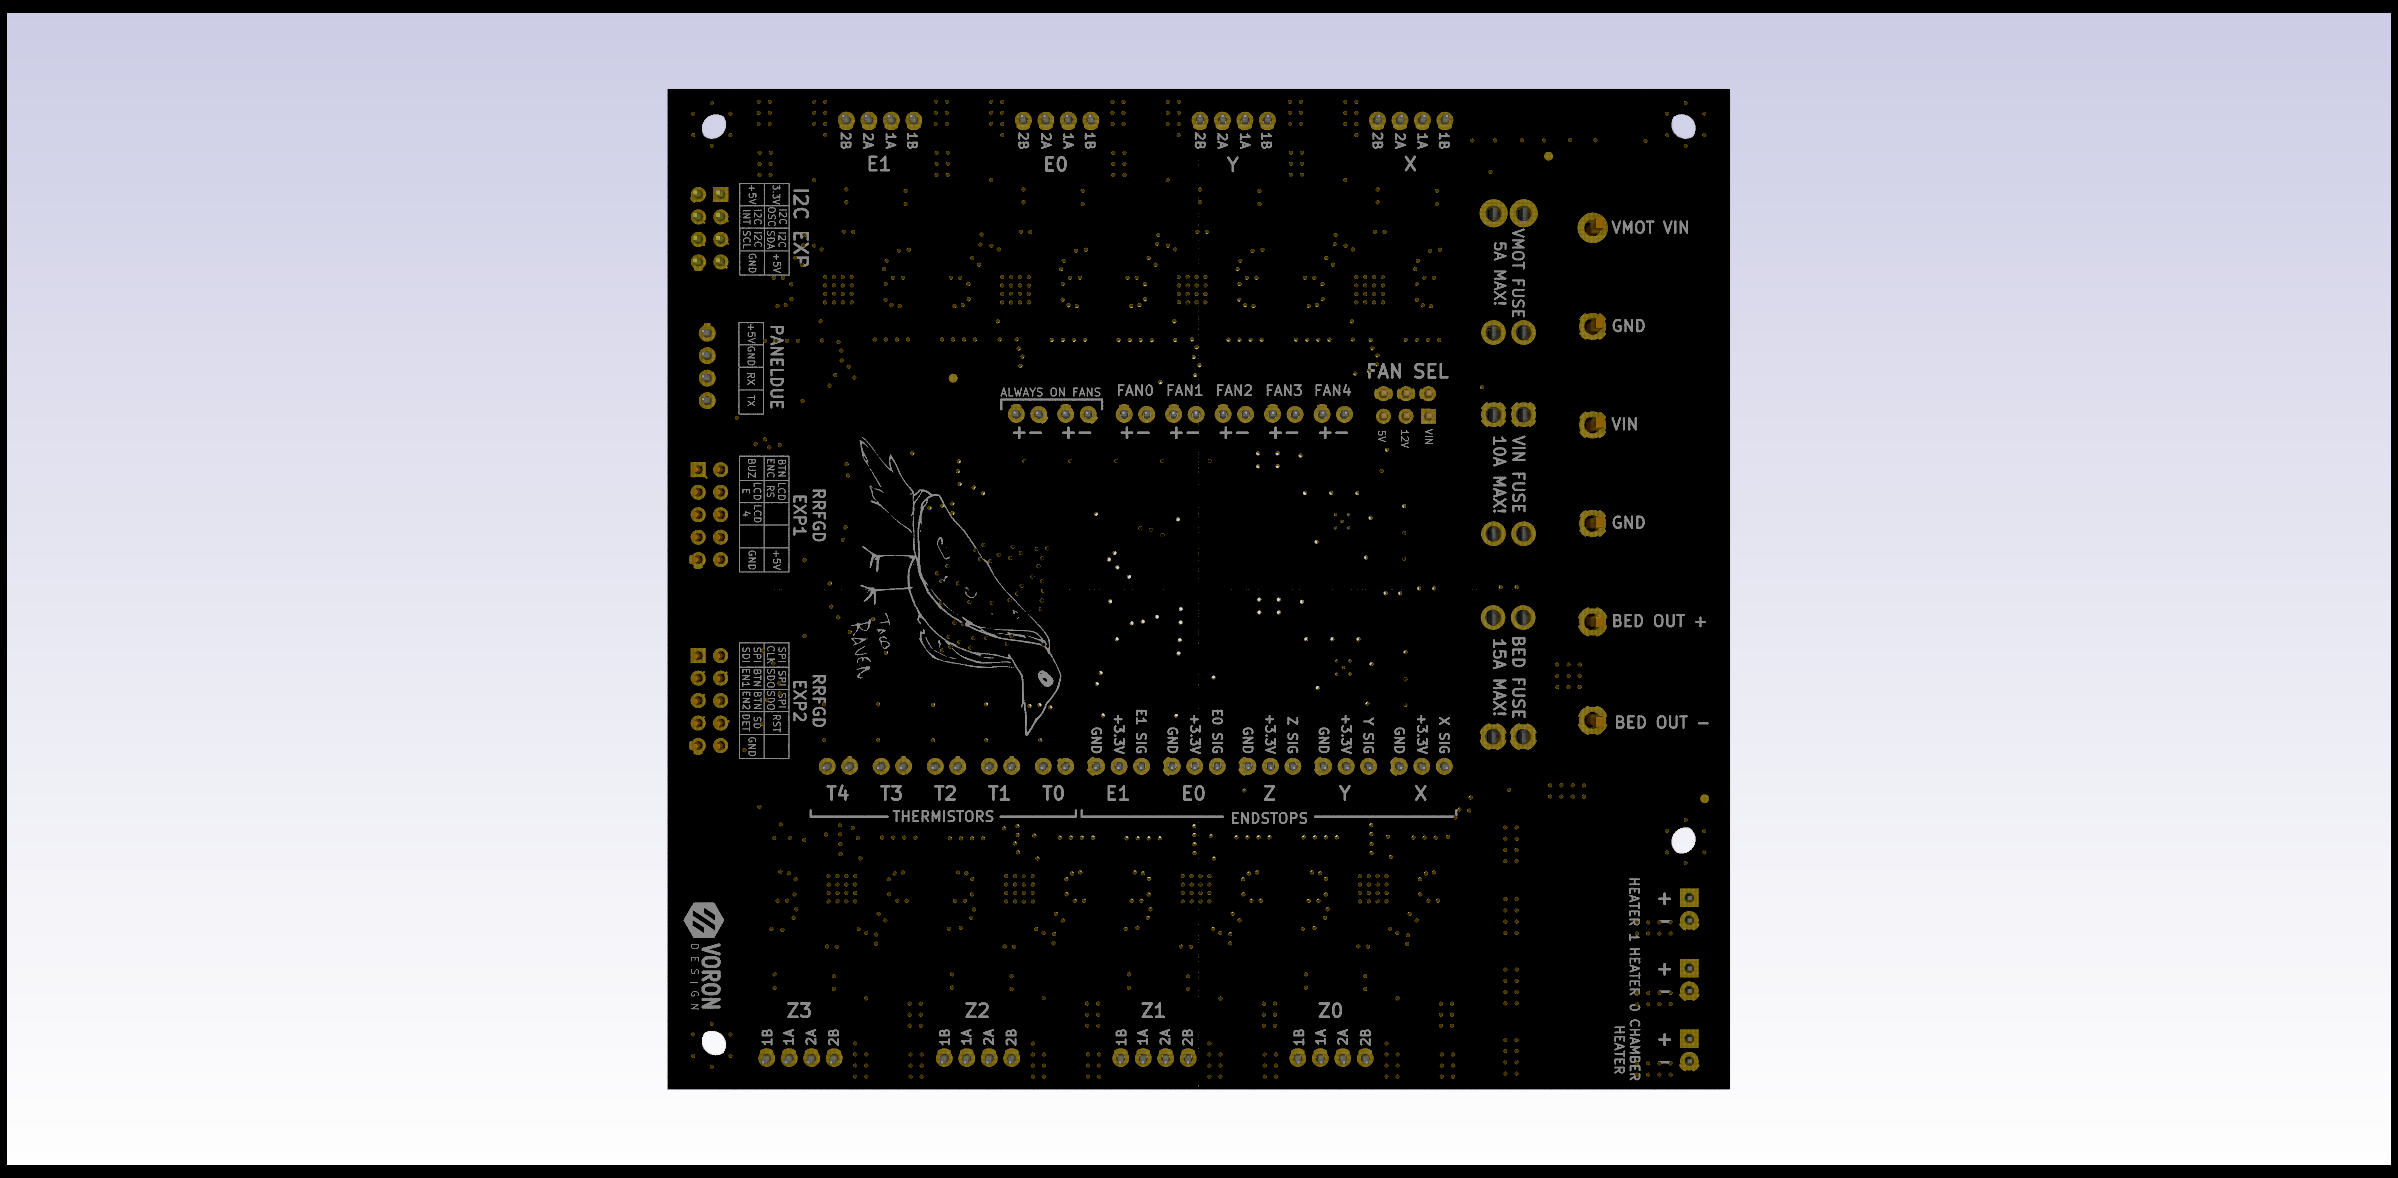 2B 2A 1A 1B
E1
2B 2A 1A 1B
E0
2B 2A 1A 1B
Y
2B 2A 1A 1B
X
I2C EXP
3.3V I2C OSC I2C SDA +5V
+5V I2C INT I2C SCL GND
PANELDUE
+5V GND RX TX
RRFGD
EXP1
BTN ENC LCD RS +5V
BUZ LCD E LCD 4 GND
RRFGD
EXP2
SPI CLK SPI SDO SPI SDO RST
SPI SDI BTN EN1 BTN EN2 SD DET GND
VMOT FUSE
5A MAX!
VMOT VIN
GND
VIN FUSE
10A MAX!
VIN
GND
BED FUSE
15A MAX!
BED OUT +
BED OUT -
FAN SEL
5V 12V VIN
ALWAYS ON FANS
FAN0 FAN1 FAN2 FAN3 FAN4
+- +- +- +- +- +- +-
TACO
RAVEN
GND +3.3V E1 SIG
GND +3.3V E0 SIG
GND +3.3V Z SIG
GND +3.3V Y SIG
GND +3.3V X SIG
T4 T3 T2 T1 T0
THERMISTORS
E1 E0 Z Y X
ENDSTOPS
VORON
DESIGN
HEATER 1
+ -
HEATER 0
+ -
CHAMBER
HEATER
+ -
Z3
1B 1A 2A 2B
Z2
1B 1A 2A 2B
Z1
1B 1A 2A 2B
Z0
1B 1A 2A 2B